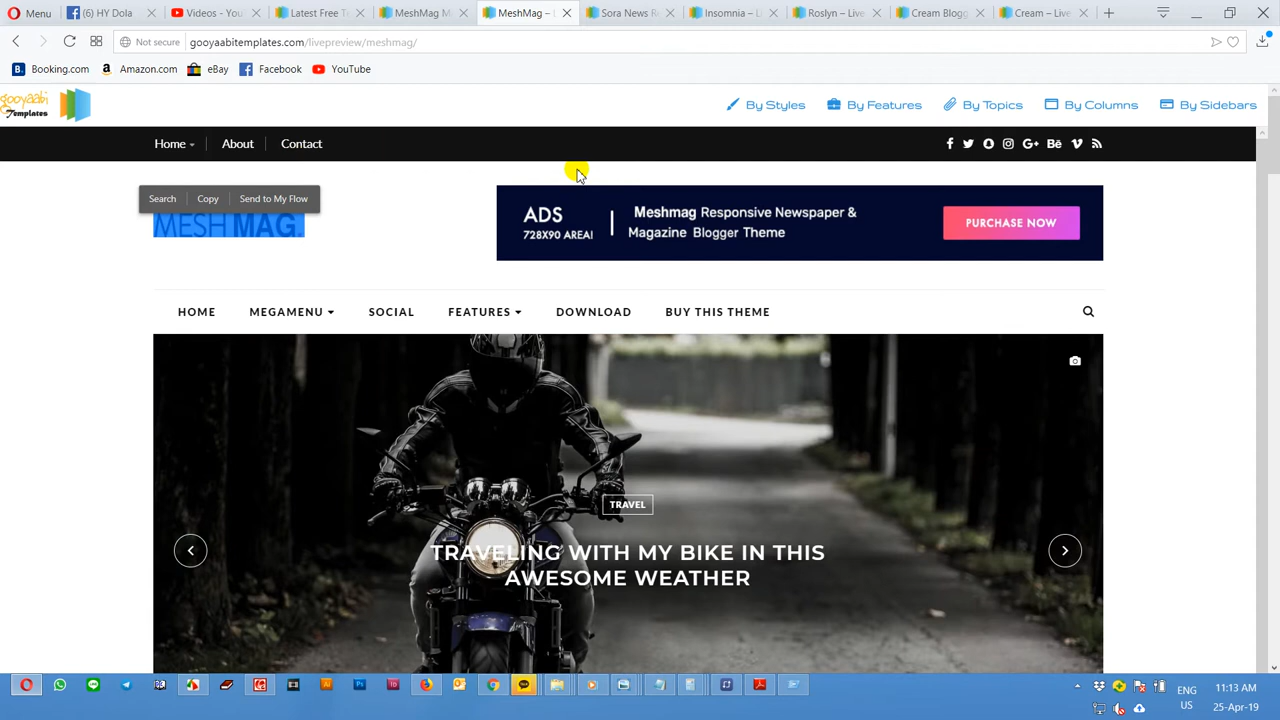 Menu
(6) HY Dola
Videos - You
Latest Free Te
MeshMag M
MeshMag – L
Sora News R
Insomnia – Li
Roslyn – Live
Cream Blogg
Cream – Live
Not secure
gooyaabitemplates.com/livepreview/meshmag/
Booking.com
Amazon.com
eBay
Facebook
YouTube
gooyaabi
Templates
By Styles
By Features
By Topics
By Columns
By Sidebars
Home
About
Contact
Search
Copy
Send to My Flow
MESH MAG.
ADS
728X90 AREA!
Meshmag Responsive Newspaper &
Magazine Blogger Theme
PURCHASE NOW
HOME
MEGAMENU
SOCIAL
FEATURES
DOWNLOAD
BUY THIS THEME
TRAVEL
TRAVELING WITH MY BIKE IN THIS
AWESOME WEATHER
ENG
US
11:13 AM
25-Apr-19